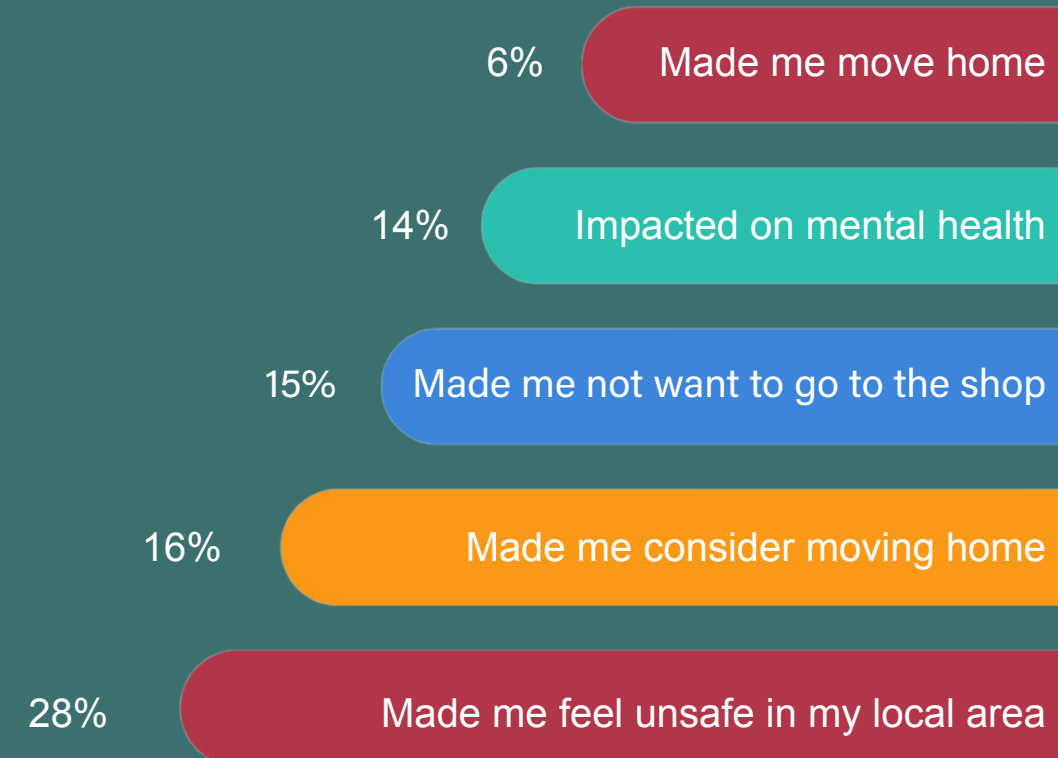 6% Made me move home
14% Impacted on mental health
15% Made me not want to go to the shop
16% Made me consider moving home
28% Made me feel unsafe in my local area